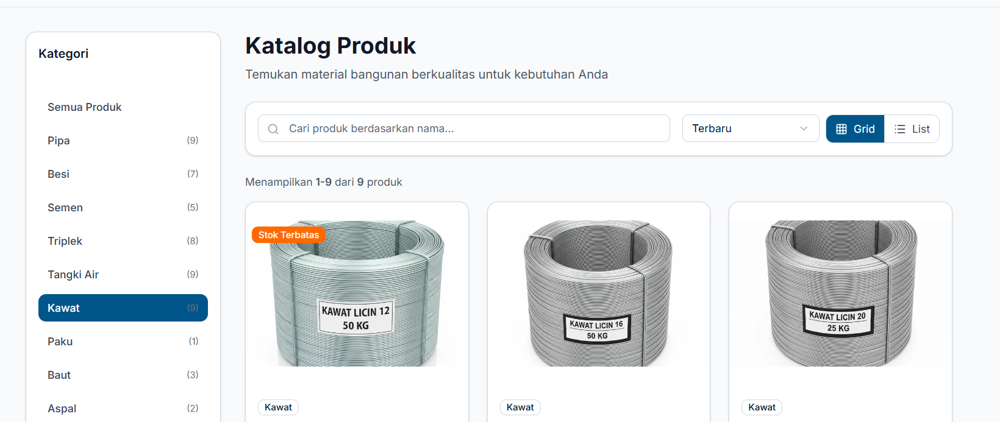 Kategori
Semua Produk
Pipa (9)
Besi (7)
Semen (5)
Triplek (8)
Tangki Air (9)
Kawat (9)
Paku (1)
Baut (3)
Aspal (2)
Katalog Produk
Temukan material bangunan berkualitas untuk kebutuhan Anda
Cari produk berdasarkan nama...
Terbaru
Grid
List
Menampilkan 1-9 dari 9 produk
Stok Terbatas
KAWAT LICIN 12
50 KG
Kawat
KAWAT LICIN 16
50 KG
Kawat
KAWAT LICIN 20
25 KG
Kawat